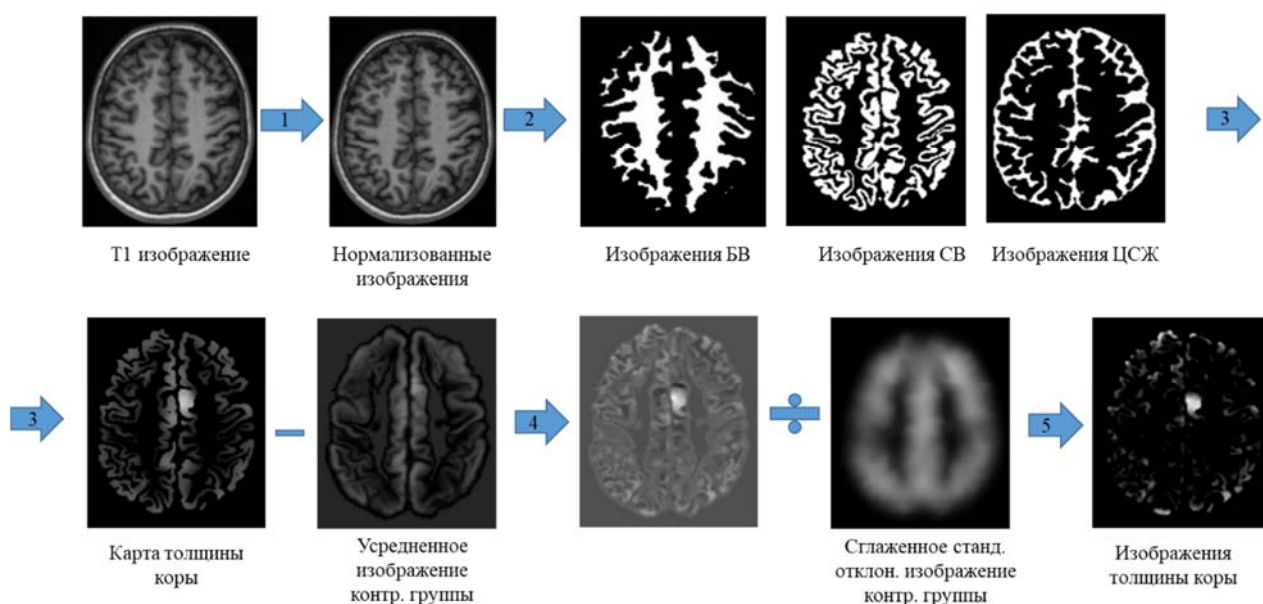 1
2
3
Т1 изображение
Нормализованные
изображения
Изображения БВ
Изображения СВ
Изображения ЦСЖ
3
4
5
Карта толщины
коры
Усредненное
изображение
контр. группы
Сглаженное станд.
отклон. изображение
контр. группы
Изображения
толщины коры